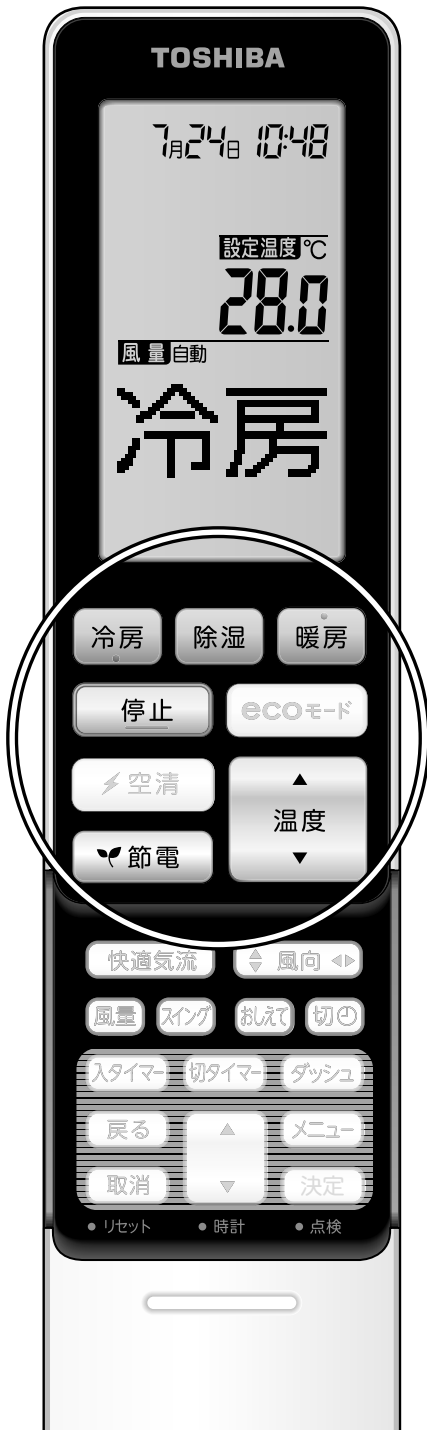 TOSHIBA
7月24日 10:48
設定温度 ℃
28.0
風量 自動
冷房
冷房 除湿 暖房
停止 ecoモード
空清
温度
節電
快適気流 風向
風量 スイング おしえて 切
入タイマー 切タイマー ダッシュ
戻る メニュー
取消 決定
リセット 時計 点検